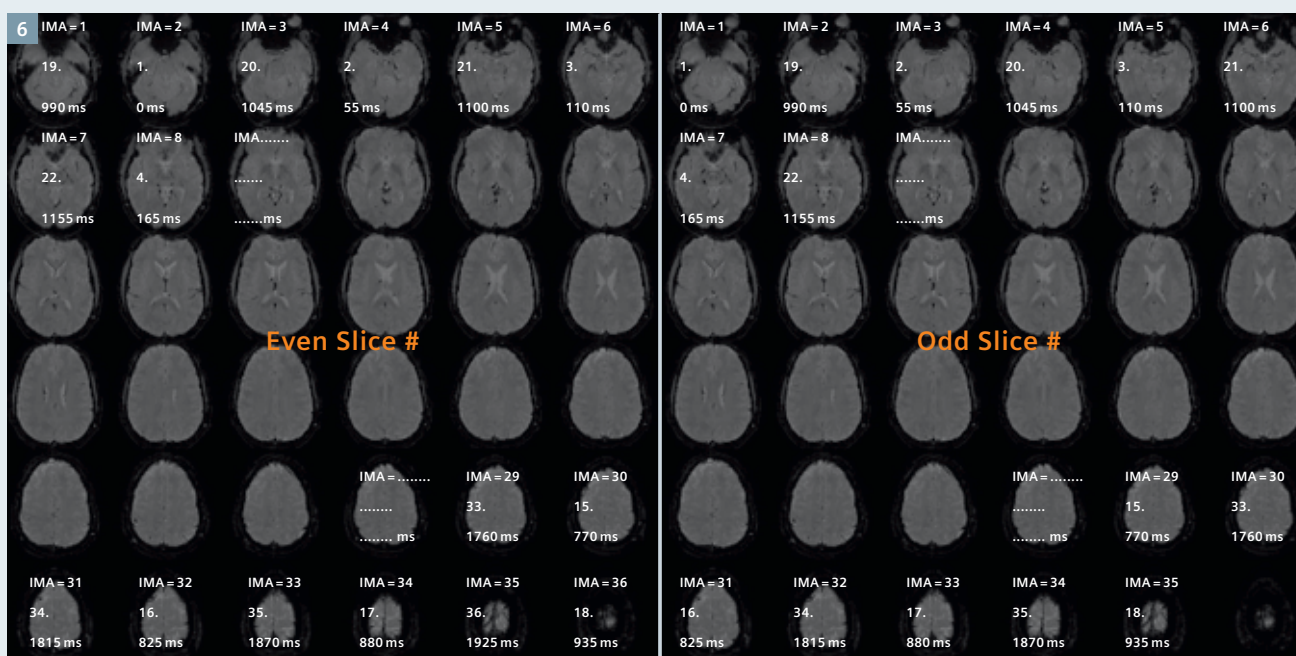 6
IMA=1 IMA=2 IMA=3 IMA=4 IMA=5 IMA=6
19. 1. 20. 2. 21. 3.
990 ms 0 ms 1045 ms 55 ms 1100 ms 110 ms
IMA=7 IMA=8 IMA.......
22. 4. .......
1155 ms 165 ms .......ms
Even Slice #
IMA=........ IMA=29 IMA=30
........ 33. 15.
........ ms 1760 ms 770 ms
IMA=31 IMA=32 IMA=33 IMA=34 IMA=35 IMA=36
34. 16. 35. 17. 36. 18.
1815 ms 825 ms 1870 ms 880 ms 1925 ms 935 ms
IMA=1 IMA=2 IMA=3 IMA=4 IMA=5 IMA=6
1. 19. 2. 20. 3. 21.
0 ms 990 ms 55 ms 1045 ms 110 ms 1100 ms
IMA=7 IMA=8 IMA.......
4. 22. .......
165 ms 1155 ms .......ms
Odd Slice #
IMA=........ IMA=29 IMA=30
........ 15. 33.
........ ms 770 ms 1760 ms
IMA=31 IMA=32 IMA=33 IMA=34 IMA=35
16. 34. 17. 35. 18.
825 ms 1815 ms 880 ms 1870 ms 935 ms